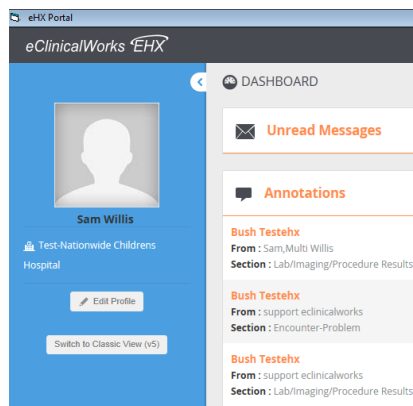 eHX Portal
eClinicalWorks EHX
DASHBOARD
Unread Messages
Annotations
Sam Willis
Test-Nationwide Childrens
Hospital
Edit Profile
Switch to Classic View (v5)
Bush Testehx
From : Sam,Multi Willis
Section : Lab/Imaging/Procedure Results
Bush Testehx
From : support eclinicalworks
Section : Encounter-Problem
Bush Testehx
From : support eclinicalworks
Section : Lab/Imaging/Procedure Results